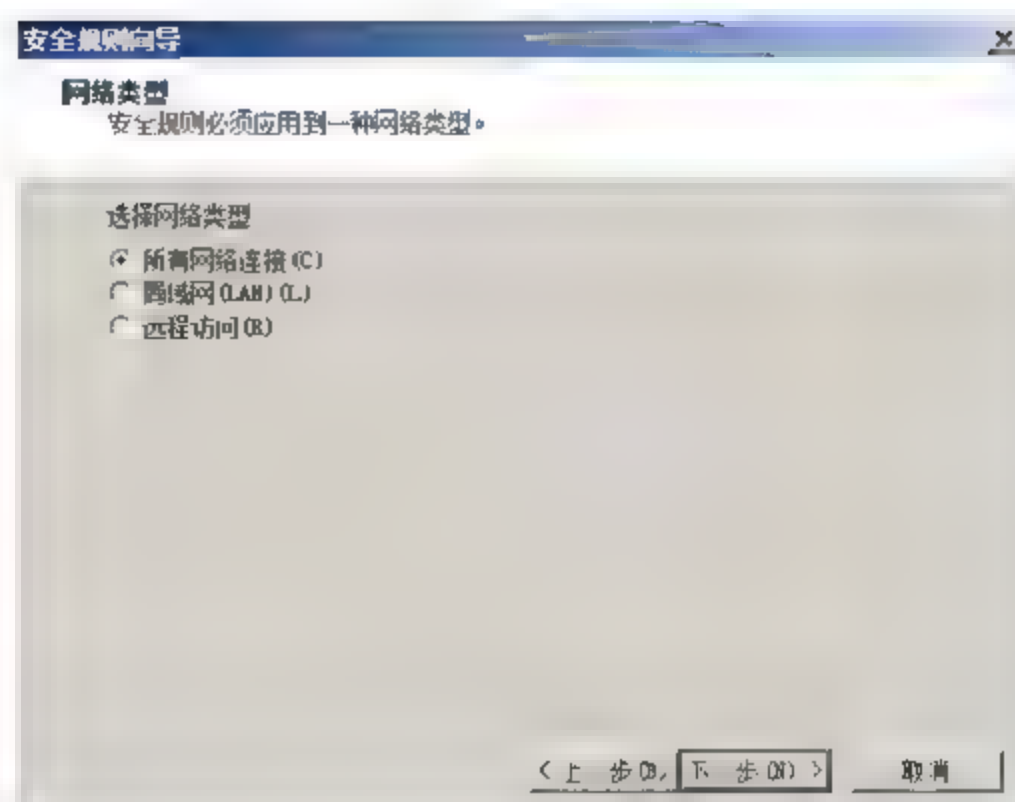 安全规则向导
网络类型
安全规则必须应用到一种网络类型。
选择网络类型
所有网络连接(C)
局域网(LAN)(L)
远程访问(R)
< 上一步(B) 下一步(N) > 取消